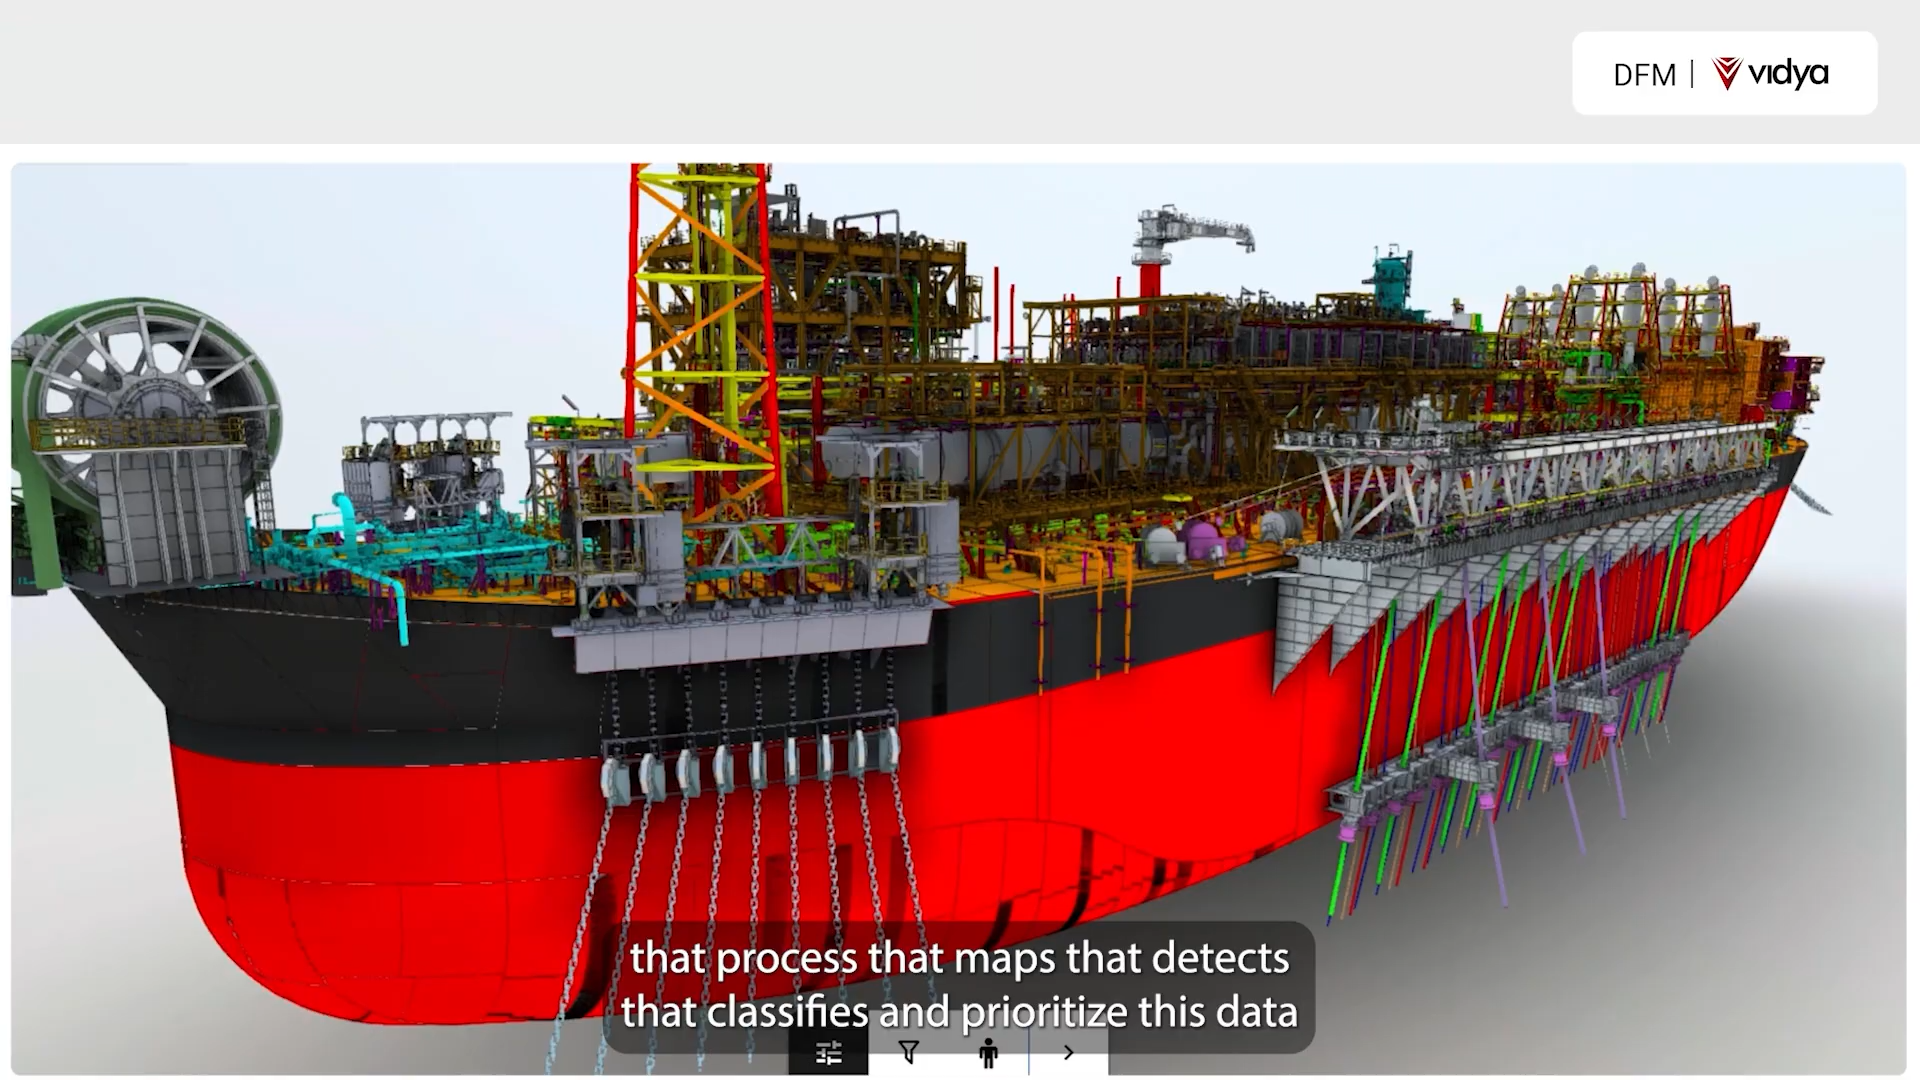 DFM | vidya
that process that maps that detects
that classifies and prioritize this data